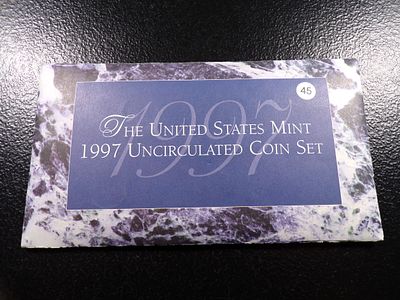 1997
45
The United States Mint
1997 Uncirculated Coin Set